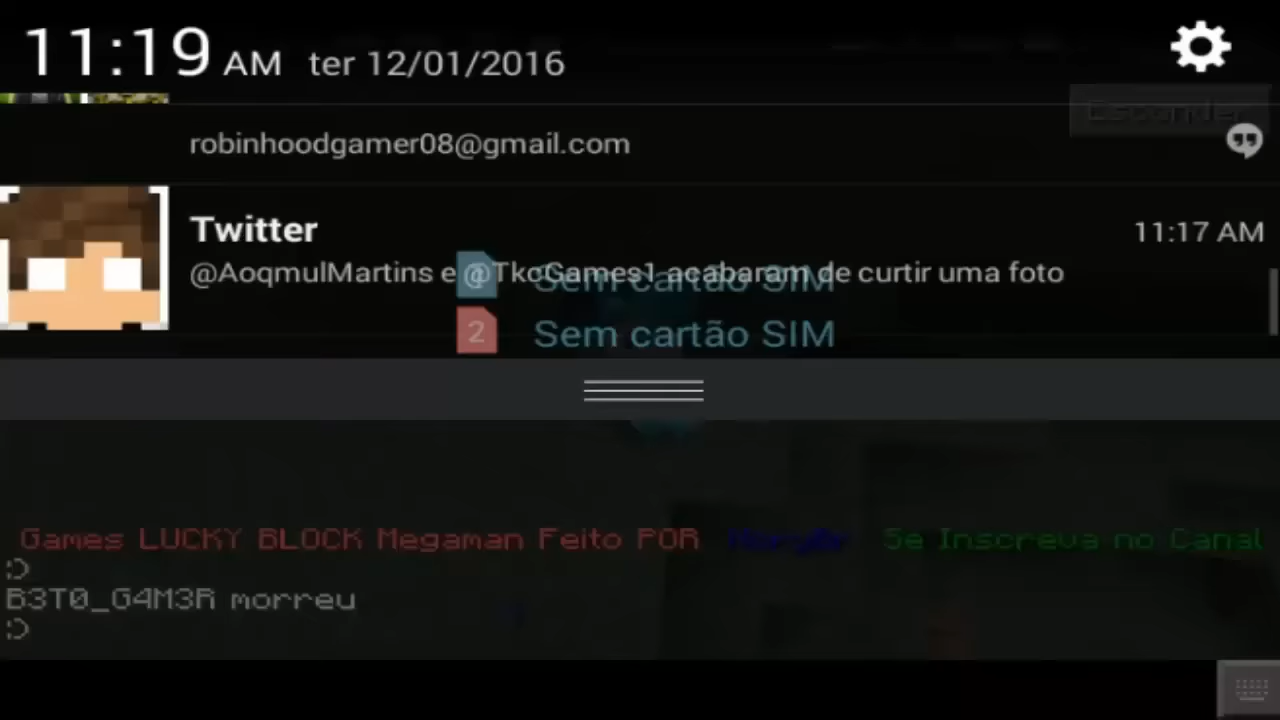 11:19 AM ter 12/01/2016
Esconder
robinhoodgamer08@gmail.com
Twitter 11:17 AM
@AoqmulMartins e @TkcGames1 acabaram de curtir uma foto
Sem cartão SIM
2 Sem cartão SIM
Games LUCKY BLOCK Megaman Feito POR Se Inscreva no Canal
:)
B3T0_G4M3R morreu
:)